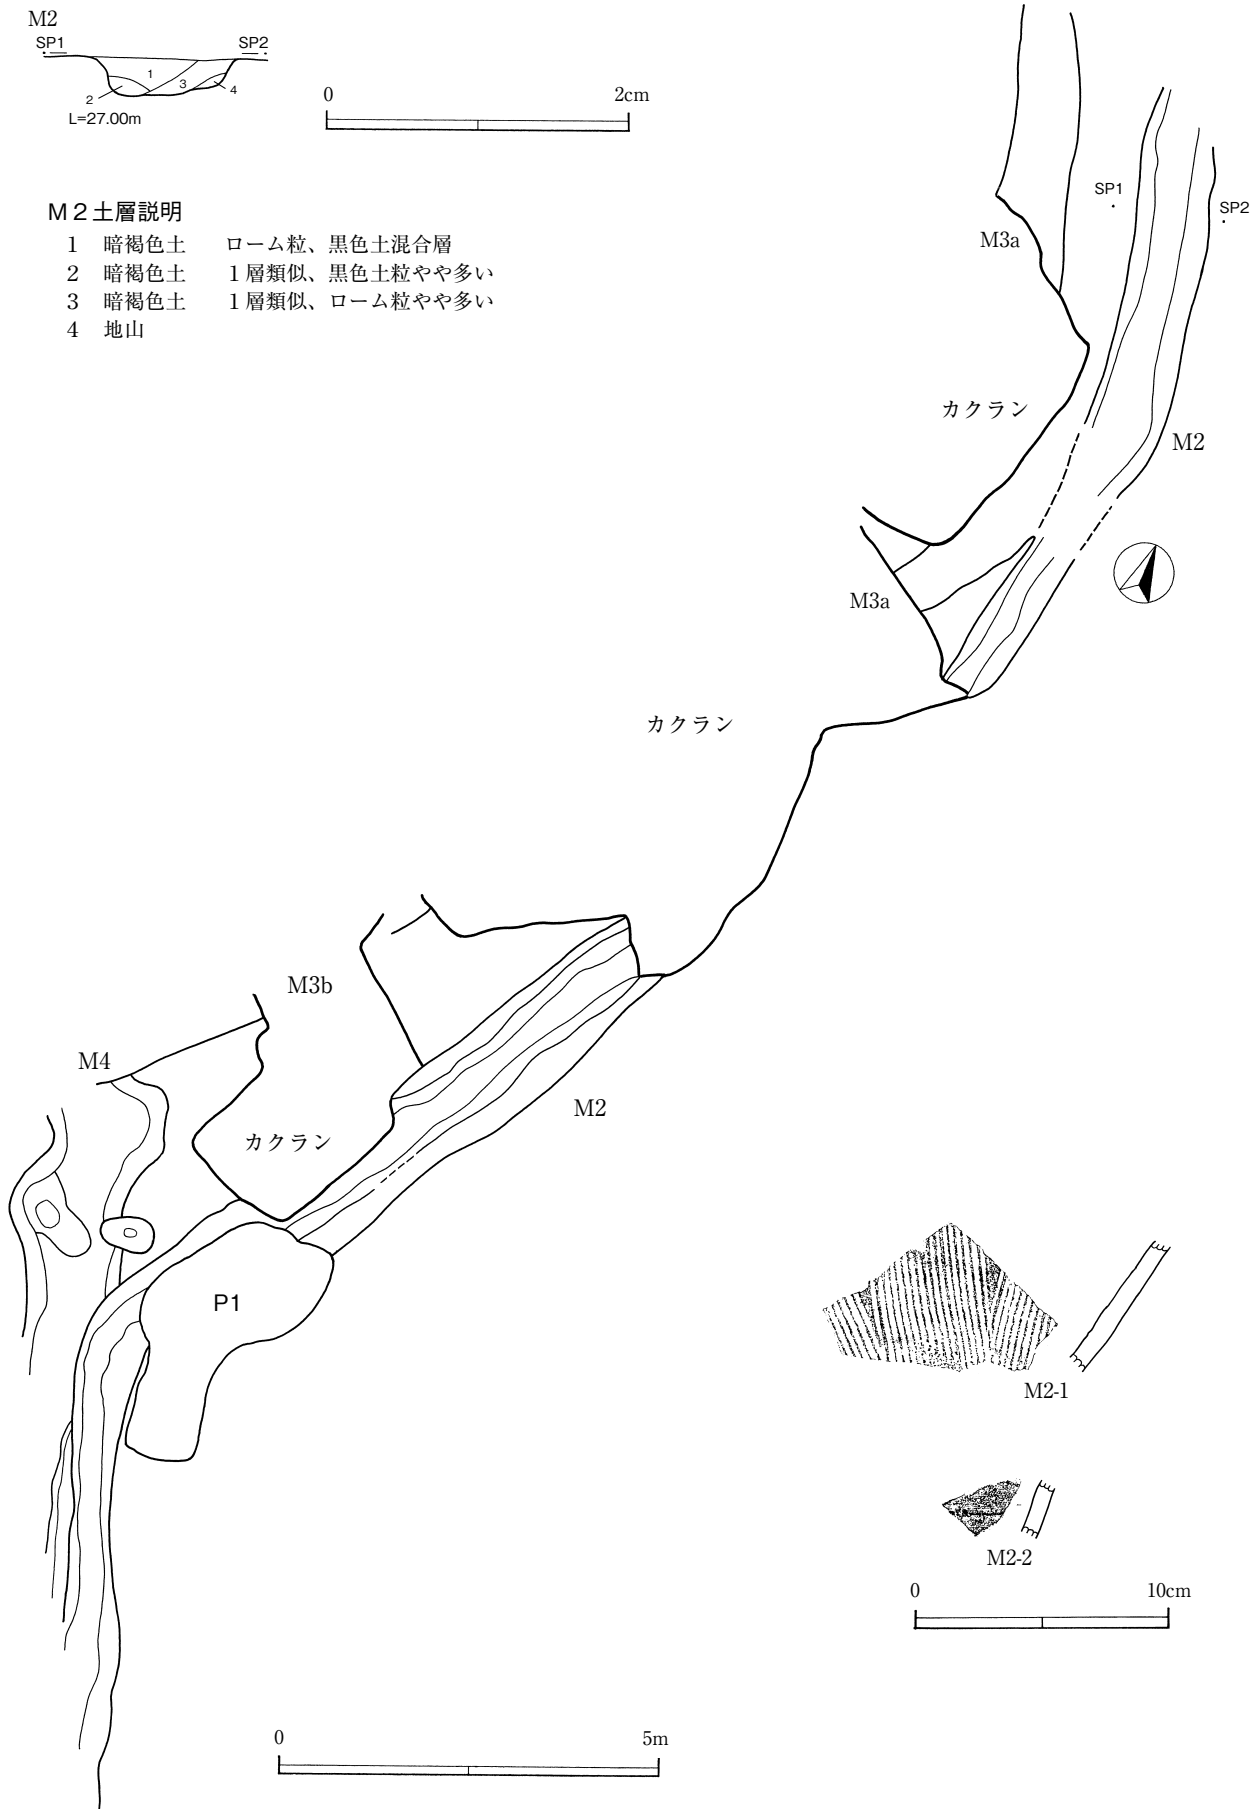 M2
SP1 SP2
1
2 3 4
L=27.00m
0 2cm
M２土層説明
1 暗褐色土 ローム粒、黒色土混合層
2 暗褐色土 １層類似、黒色土粒やや多い
3 暗褐色土 １層類似、ローム粒やや多い
4 地山
SP1
SP2
M3a
カクラン
M2
M3a
カクラン
M3b
M4
M2
カクラン
P1
M2-1
M2-2
0 10cm
0 5m